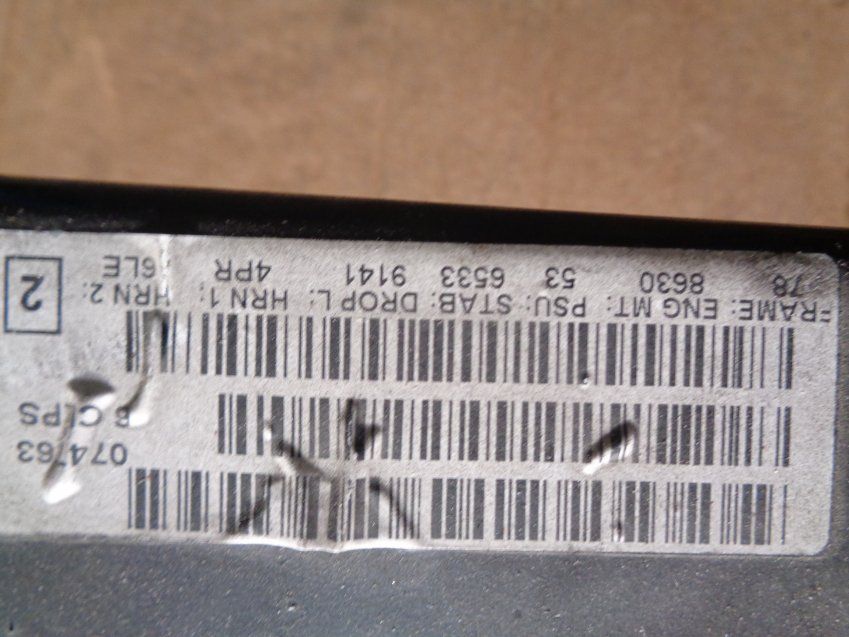 074763
CLPS
FRAME: ENG MT: PSU: STAB: DROP L: HRN 1: HRN 2:
78 8630 53 6533 9141 4PR 6LE
2